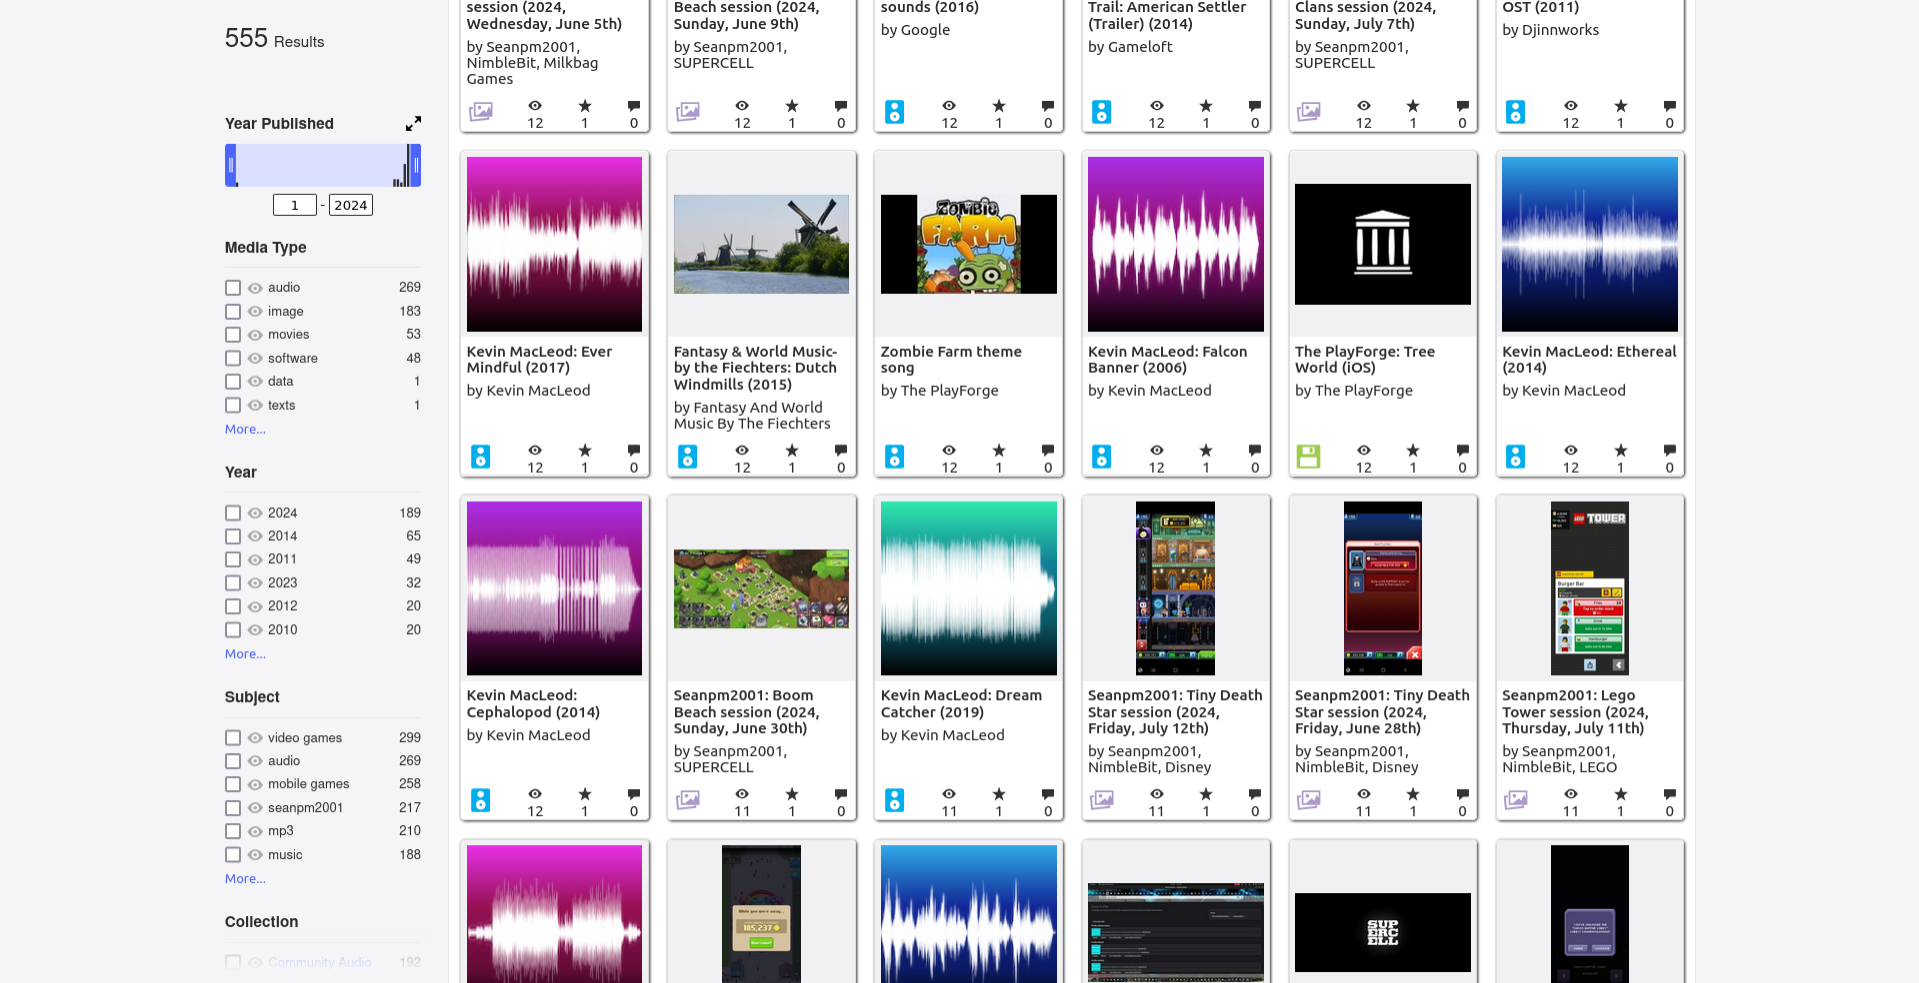 555 Results
Year Published
1 - 2024
Media Type
audio 269
image 183
movies 53
software 48
data 1
texts 1
More...
Year
2024 189
2014 65
2011 49
2023 32
2012 20
2010 20
More...
Subject
video games 299
audio 269
mobile games 258
seanpm2001 217
mp3 210
music 188
More...
Collection
Community Audio 192
session (2024,
Wednesday, June 5th)
by Seanpm2001,
NimbleBit, Milkbag
Games
12 1 0
Beach session (2024,
Sunday, June 9th)
by Seanpm2001,
SUPERCELL
12 1 0
sounds (2016)
by Google
12 1 0
Trail: American Settler
(Trailer) (2014)
by Gameloft
12 1 0
Clans session (2024,
Sunday, July 7th)
by Seanpm2001,
SUPERCELL
12 1 0
OST (2011)
by Djinnworks
12 1 0
Kevin MacLeod: Ever
Mindful (2017)
by Kevin MacLeod
12 1 0
Fantasy & World Music-
by the Fiechters: Dutch
Windmills (2015)
by Fantasy And World
Music By The Fiechters
12 1 0
ZOMBIE
FARM
Zombie Farm theme
song
by The PlayForge
12 1 0
Kevin MacLeod: Falcon
Banner (2006)
by Kevin MacLeod
12 1 0
The PlayForge: Tree
World (iOS)
by The PlayForge
12 1 0
Kevin MacLeod: Ethereal
(2014)
by Kevin MacLeod
12 1 0
Kevin MacLeod:
Cephalopod (2014)
by Kevin MacLeod
12 1 0
Seanpm2001: Boom
Beach session (2024,
Sunday, June 30th)
by Seanpm2001,
SUPERCELL
11 1 0
Kevin MacLeod: Dream
Catcher (2019)
by Kevin MacLeod
11 1 0
Seanpm2001: Tiny Death
Star session (2024,
Friday, July 12th)
by Seanpm2001,
NimbleBit, Disney
11 1 0
Seanpm2001: Tiny Death
Star session (2024,
Friday, June 28th)
by Seanpm2001,
NimbleBit, Disney
11 1 0
LEGO TOWER
Burger Bar
Seanpm2001: Lego
Tower session (2024,
Thursday, July 11th)
by Seanpm2001,
NimbleBit, LEGO
11 1 0
While you were away...
185,237
SUP
ERC
ELL